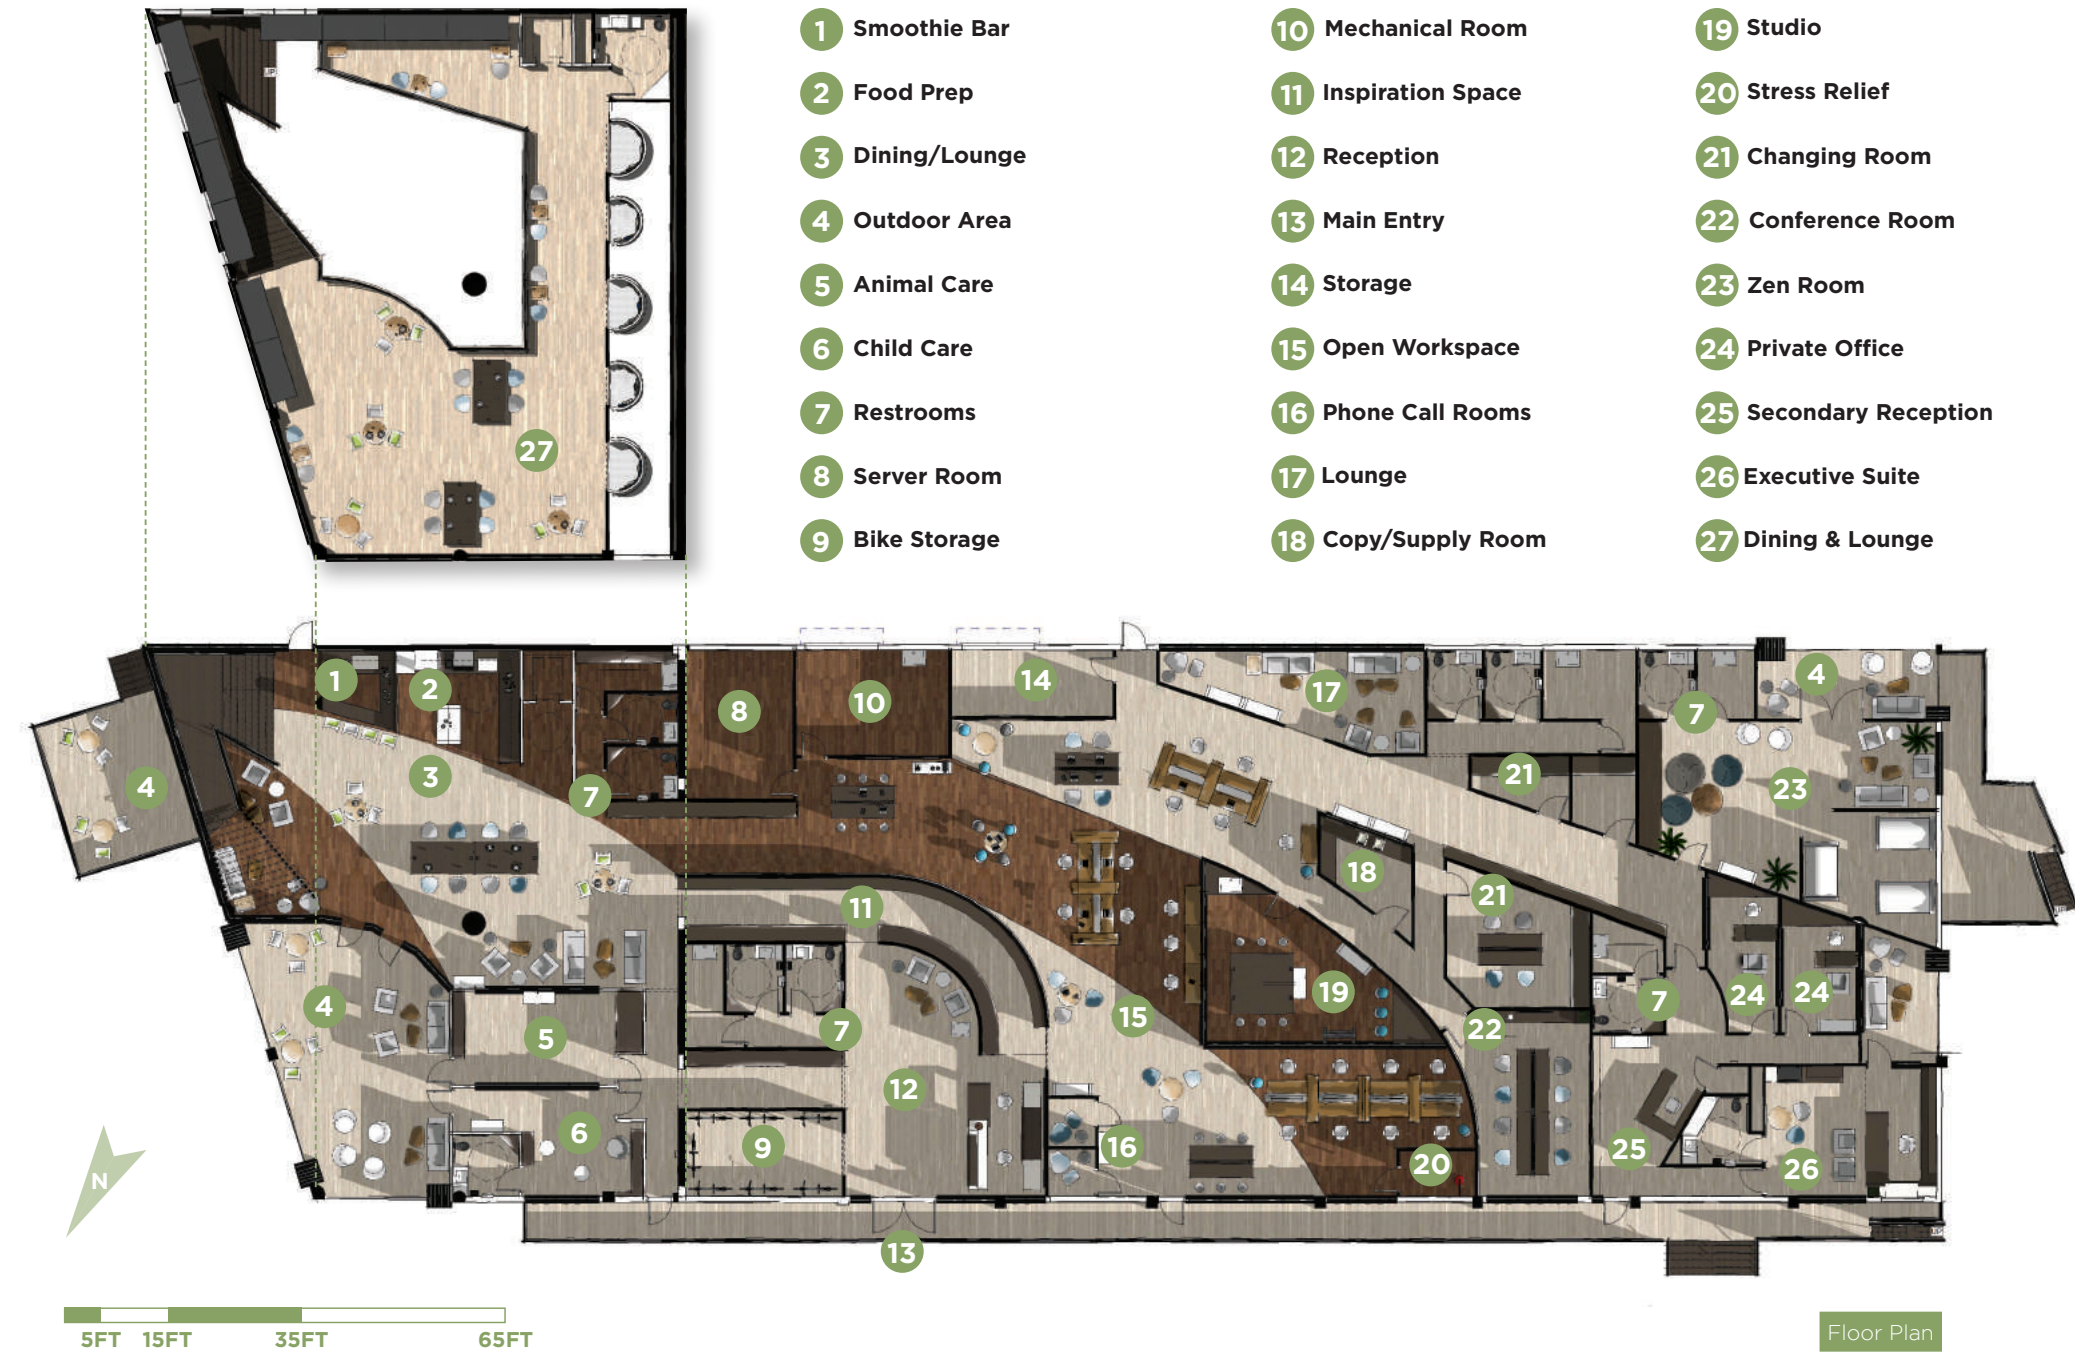 1 Smoothie Bar
2 Food Prep
3 Dining/Lounge
4 Outdoor Area
5 Animal Care
6 Child Care
7 Restrooms
8 Server Room
9 Bike Storage
10 Mechanical Room
11 Inspiration Space
12 Reception
13 Main Entry
14 Storage
15 Open Workspace
16 Phone Call Rooms
17 Lounge
18 Copy/Supply Room
19 Studio
20 Stress Relief
21 Changing Room
22 Conference Room
23 Zen Room
24 Private Office
25 Secondary Reception
26 Executive Suite
27 Dining & Lounge
27
1
2
14
17
4
8
10
7
3
4
7
21
23
18
21
11
19
4
15
24
24
7
5
7
22
12
6
9
16
20
25
26
13
N
5FT 15FT 35FT 65FT
Floor Plan